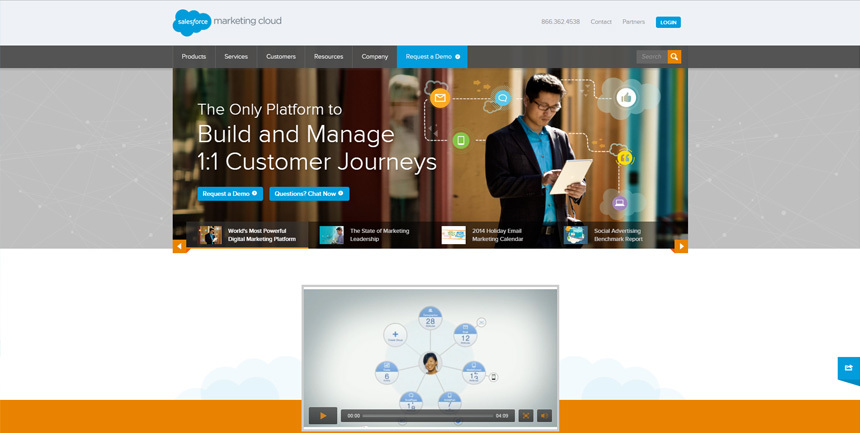 salesforce marketing cloud
866.362.4538 Contact Partners LOGIN
Products Services Customers Resources Company Request a Demo Search
The Only Platform to
Build and Manage
1:1 Customer Journeys
Request a Demo Questions? Chat Now
World's Most Powerful
Digital Marketing Platform
The State of Marketing
Leadership
2014 Holiday Email
Marketing Calendar
Social Advertising
Benchmark Report
28
12
6
00:00 04:09